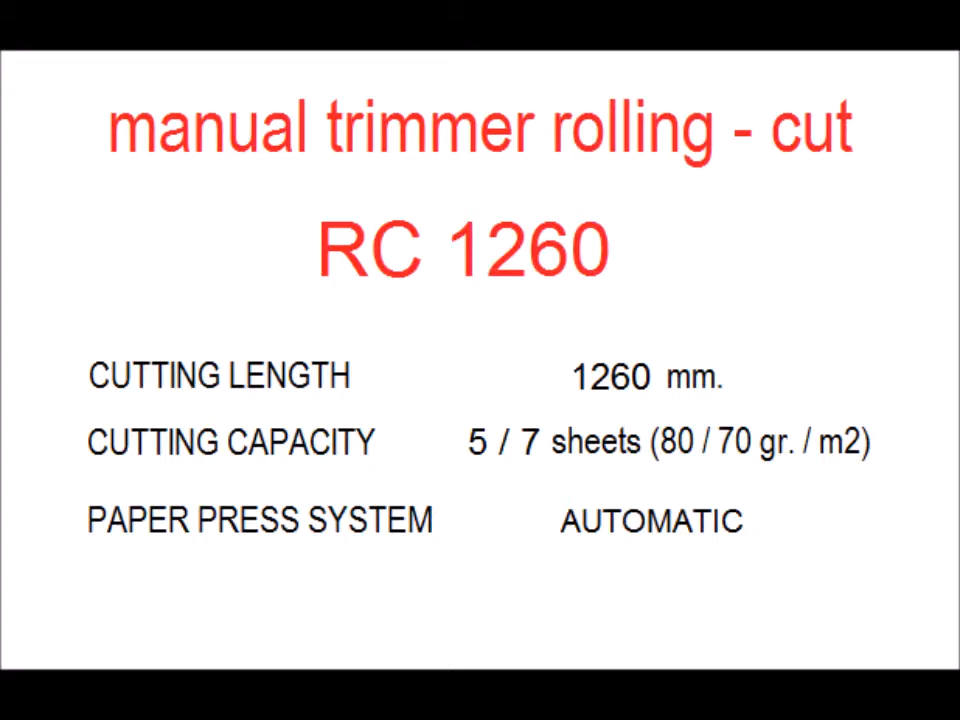 manual trimmer rolling - cut
RC 1260
CUTTING LENGTH 1260 mm.
CUTTING CAPACITY 5 / 7 sheets (80 / 70 gr. / m2)
PAPER PRESS SYSTEM AUTOMATIC